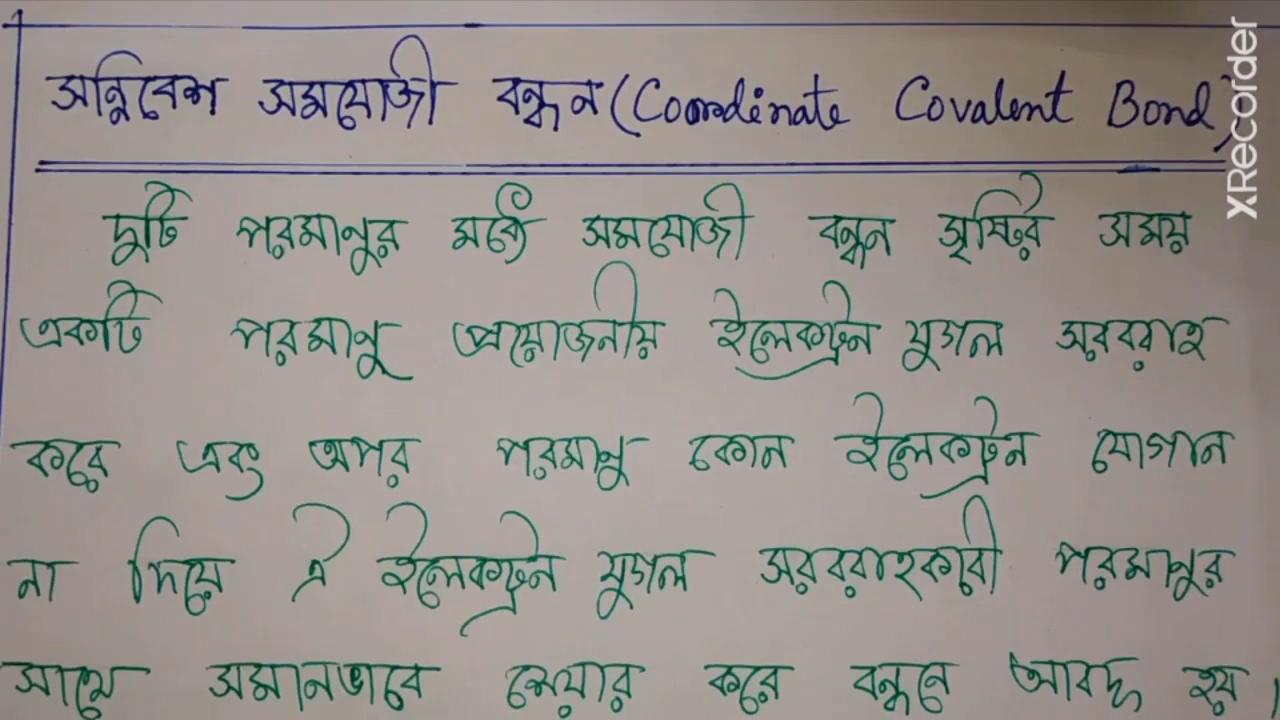 সন্নিবেশ সমযোজী বন্ধন (Coordinate Covalent Bond)
দুটি পরমানুর মধ্যে সমযোজী বন্ধন সৃষ্টির সময়
একটি পরমানু প্রয়োজনীয় ইলেকট্রন যুগল সরবরাহ
করে এবং অপর পরমানু কোন ইলেকট্রন যোগান
না দিয়ে ঐ ইলেকট্রন যুগল সরবরাহকারী পরমানুর
সাথে সমানভাবে শেয়ার করে বন্ধনে আবদ্ধ হয়।
XRecorder